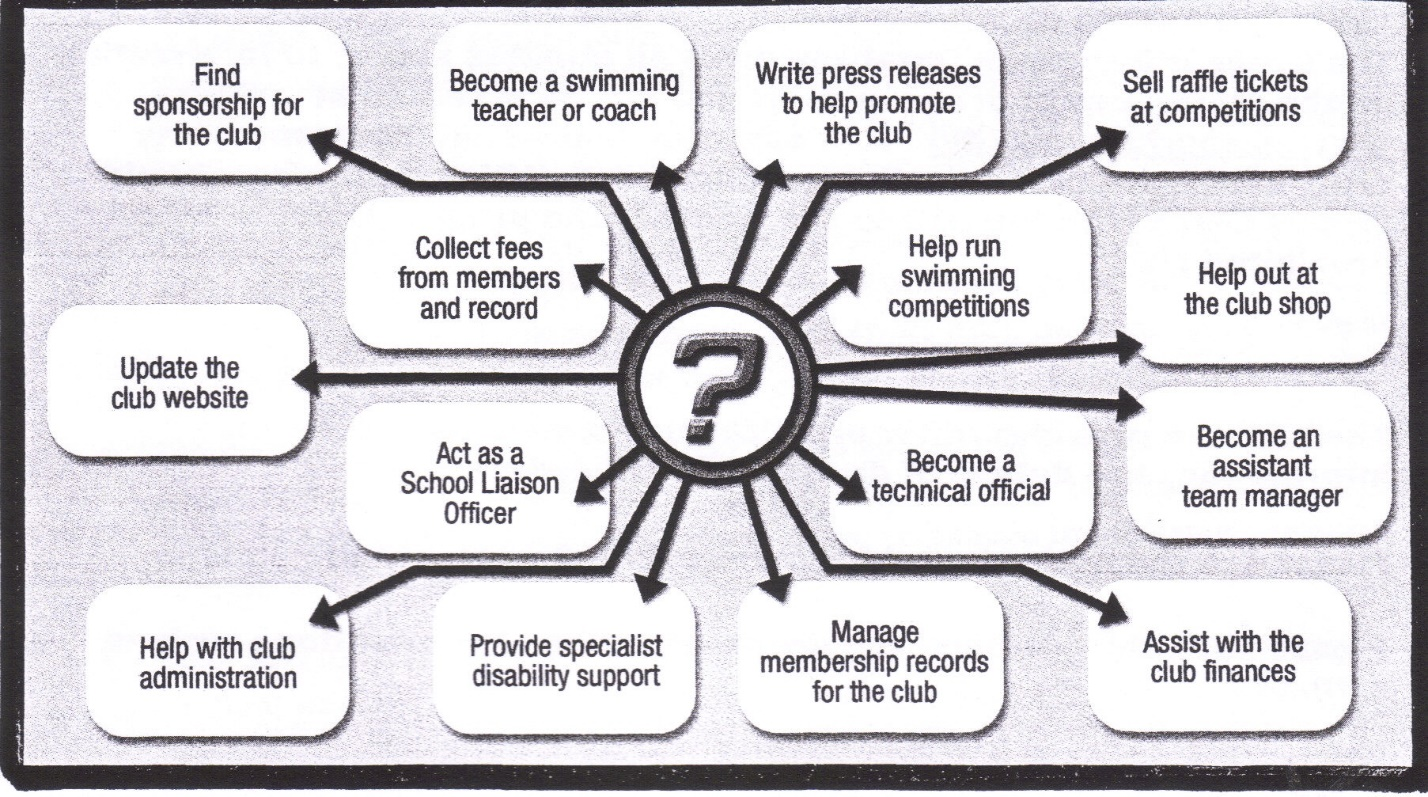 Find
sponsorship for
the club
Become a swimming
teacher or coach
Write press releases
to help promote
the club
Sell raffle tickets
at competitions
Collect fees
from members
and record
Help run
swimming
competitions
Help out at
the club shop
Update the
club website
?
Act as a
School Liaison
Officer
Become a
technical official
Become an
assistant
team manager
Help with club
administration
Provide specialist
disability support
Manage
membership records
for the club
Assist with the
club finances